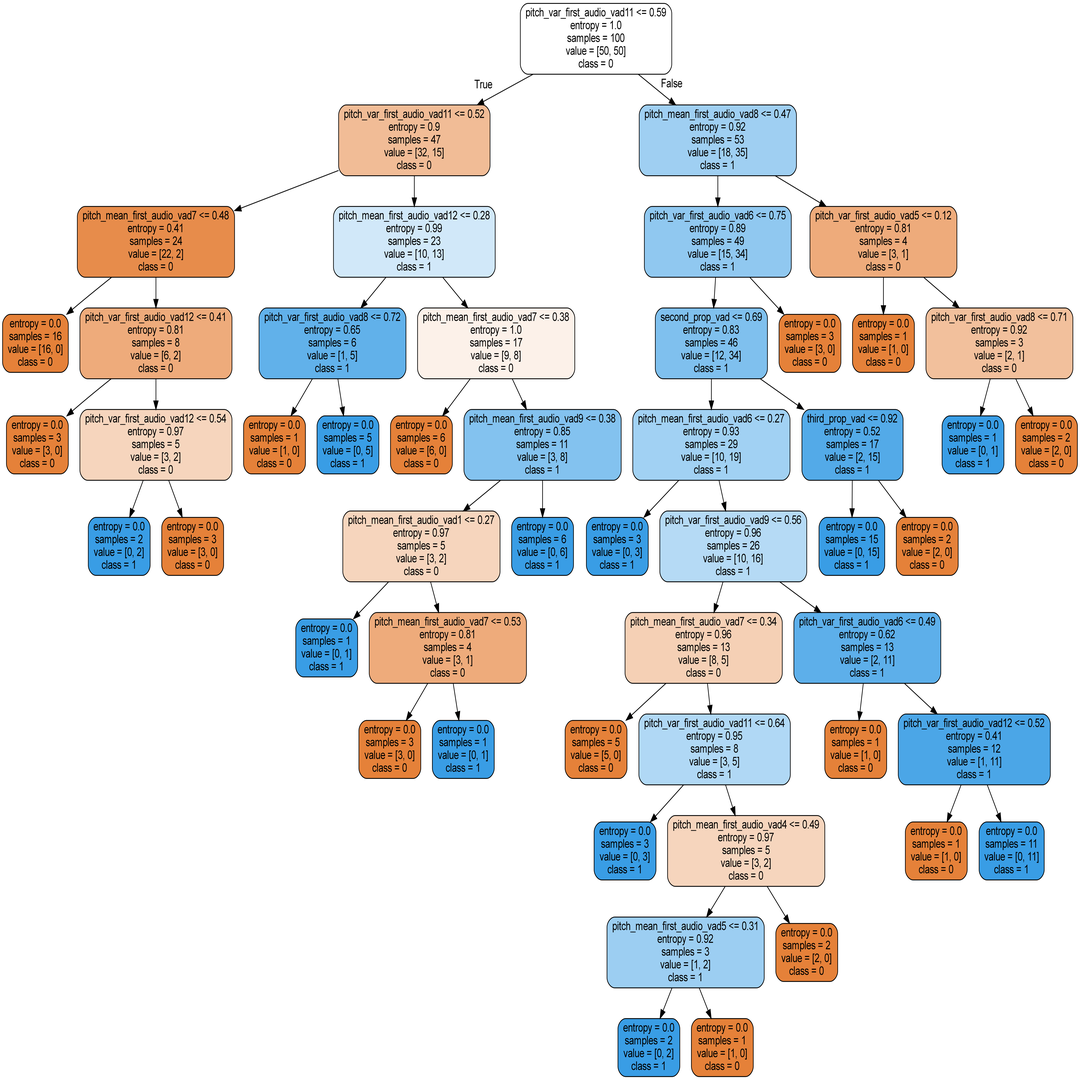 pitch_var_first_audio_vad11 <= 0.59
entropy = 1.0
samples = 100
value = [50, 50]
class = 0
True
False
pitch_var_first_audio_vad11 <= 0.52
entropy = 0.9
samples = 47
value = [32, 15]
class = 0
pitch_mean_first_audio_vad8 <= 0.47
entropy = 0.92
samples = 53
value = [18, 35]
class = 1
pitch_mean_first_audio_vad7 <= 0.48
entropy = 0.41
samples = 24
value = [22, 2]
class = 0
pitch_mean_first_audio_vad12 <= 0.28
entropy = 0.99
samples = 23
value = [10, 13]
class = 1
pitch_var_first_audio_vad6 <= 0.75
entropy = 0.89
samples = 49
value = [15, 34]
class = 1
pitch_var_first_audio_vad5 <= 0.12
entropy = 0.81
samples = 4
value = [3, 1]
class = 0
entropy = 0.0
samples = 16
value = [16, 0]
class = 0
pitch_var_first_audio_vad12 <= 0.41
entropy = 0.81
samples = 8
value = [6, 2]
class = 0
pitch_var_first_audio_vad8 <= 0.72
entropy = 0.65
samples = 6
value = [1, 5]
class = 1
pitch_mean_first_audio_vad7 <= 0.38
entropy = 1.0
samples = 17
value = [9, 8]
class = 0
second_prop_vad <= 0.69
entropy = 0.83
samples = 46
value = [12, 34]
class = 1
entropy = 0.0
samples = 3
value = [3, 0]
class = 0
entropy = 0.0
samples = 1
value = [1, 0]
class = 0
pitch_var_first_audio_vad8 <= 0.71
entropy = 0.92
samples = 3
value = [2, 1]
class = 0
entropy = 0.0
samples = 3
value = [3, 0]
class = 0
pitch_var_first_audio_vad12 <= 0.54
entropy = 0.97
samples = 5
value = [3, 2]
class = 0
entropy = 0.0
samples = 1
value = [1, 0]
class = 0
entropy = 0.0
samples = 5
value = [0, 5]
class = 1
entropy = 0.0
samples = 6
value = [6, 0]
class = 0
pitch_mean_first_audio_vad9 <= 0.38
entropy = 0.85
samples = 11
value = [3, 8]
class = 1
pitch_mean_first_audio_vad6 <= 0.27
entropy = 0.93
samples = 29
value = [10, 19]
class = 1
third_prop_vad <= 0.92
entropy = 0.52
samples = 17
value = [2, 15]
class = 1
entropy = 0.0
samples = 1
value = [0, 1]
class = 1
entropy = 0.0
samples = 2
value = [2, 0]
class = 0
entropy = 0.0
samples = 2
value = [0, 2]
class = 1
entropy = 0.0
samples = 3
value = [3, 0]
class = 0
pitch_mean_first_audio_vad1 <= 0.27
entropy = 0.97
samples = 5
value = [3, 2]
class = 0
entropy = 0.0
samples = 6
value = [0, 6]
class = 1
entropy = 0.0
samples = 3
value = [0, 3]
class = 1
pitch_var_first_audio_vad9 <= 0.56
entropy = 0.96
samples = 26
value = [10, 16]
class = 1
entropy = 0.0
samples = 15
value = [0, 15]
class = 1
entropy = 0.0
samples = 2
value = [2, 0]
class = 0
entropy = 0.0
samples = 1
value = [0, 1]
class = 1
pitch_mean_first_audio_vad7 <= 0.53
entropy = 0.81
samples = 4
value = [3, 1]
class = 0
pitch_mean_first_audio_vad7 <= 0.34
entropy = 0.96
samples = 13
value = [8, 5]
class = 0
pitch_var_first_audio_vad6 <= 0.49
entropy = 0.62
samples = 13
value = [2, 11]
class = 1
entropy = 0.0
samples = 3
value = [3, 0]
class = 0
entropy = 0.0
samples = 1
value = [0, 1]
class = 1
entropy = 0.0
samples = 5
value = [5, 0]
class = 0
pitch_var_first_audio_vad11 <= 0.64
entropy = 0.95
samples = 8
value = [3, 5]
class = 1
entropy = 0.0
samples = 1
value = [1, 0]
class = 0
pitch_var_first_audio_vad12 <= 0.52
entropy = 0.41
samples = 12
value = [1, 11]
class = 1
entropy = 0.0
samples = 3
value = [0, 3]
class = 1
pitch_mean_first_audio_vad4 <= 0.49
entropy = 0.97
samples = 5
value = [3, 2]
class = 0
entropy = 0.0
samples = 1
value = [1, 0]
class = 0
entropy = 0.0
samples = 11
value = [0, 11]
class = 1
pitch_mean_first_audio_vad5 <= 0.31
entropy = 0.92
samples = 3
value = [1, 2]
class = 1
entropy = 0.0
samples = 2
value = [2, 0]
class = 0
entropy = 0.0
samples = 2
value = [0, 2]
class = 1
entropy = 0.0
samples = 1
value = [1, 0]
class = 0